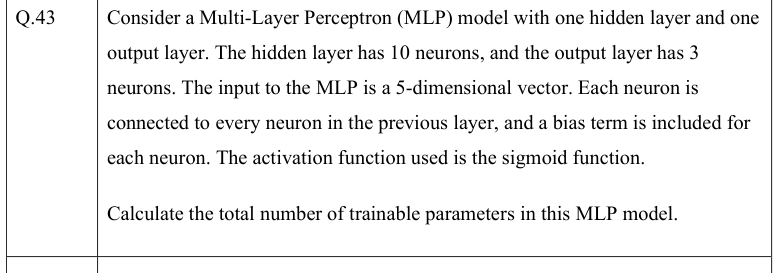 Q.43
Consider a Multi-Layer Perceptron (MLP) model with one hidden layer and one
output layer. The hidden layer has 10 neurons, and the output layer has 3
neurons. The input to the MLP is a 5-dimensional vector. Each neuron is
connected to every neuron in the previous layer, and a bias term is included for
each neuron. The activation function used is the sigmoid function.
Calculate the total number of trainable parameters in this MLP model.